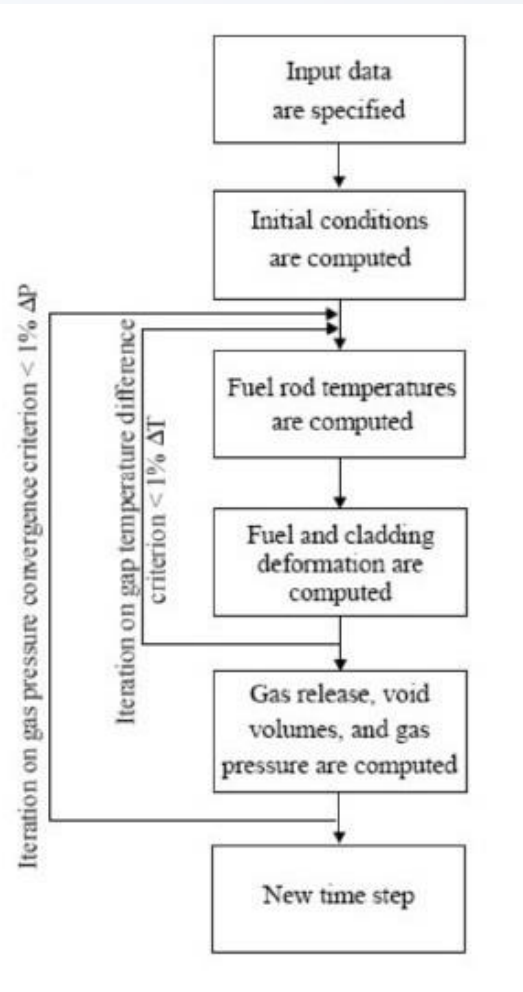 Input data
are specified
Initial conditions
are computed
Iteration on gas pressure convergence criterion < 1% ΔP
Iteration on gap temperature difference
criterion < 1% ΔT
Fuel rod temperatures
are computed
Fuel and cladding
deformation are
computed
Gas release, void
volumes, and gas
pressure are computed
New time step